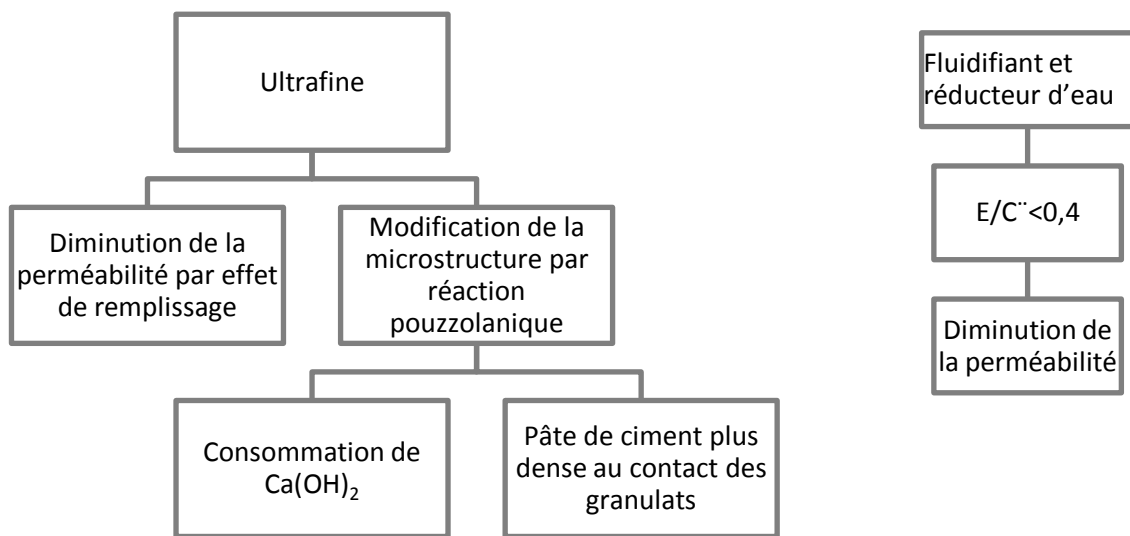 Ultrafine
Diminution de la
perméabilité par effet
de remplissage
Modification de la
microstructure par
réaction
pouzzolanique
Consommation de
Ca(OH)₂
Pâte de ciment plus
dense au contact des
granulats
Fluidifiant et
réducteur d’eau
E/C¨<0,4
Diminution de
la perméabilité